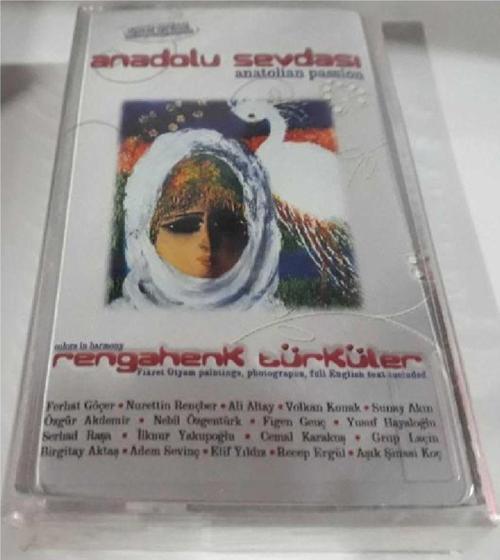 anadolu sevdası
anatolian passion
colors in harmony
rengahenk türküler
Fikret Otyam paintings, photographs, full English text included
Ferhat Göçer • Nurettin Rençber • Ali Altay • Volkan Konak • Sunay Akın
Özgür Akdemir • Nebil Özgentürk • Figen Genç • Yusuf Hayaloğlu
Serhad Raşa • İlknur Yakupoğlu • Cemal Karakuş • Grup Laçin
Birgitay Aktaş • Adem Sevinç • Elif Yıldız • Recep Ergül • Aşık Şinasi Koç